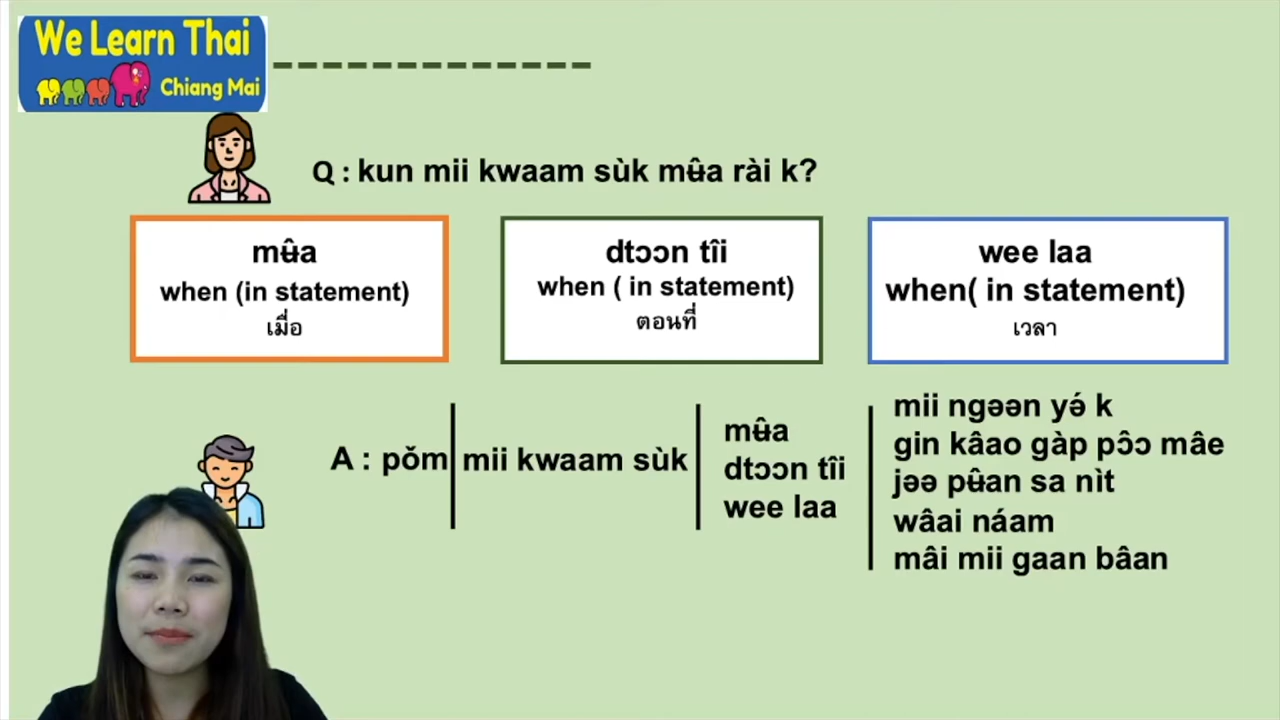 We Learn Thai
Chiang Mai
Q : kun mii kwaam sùk mʉ̂a rài k?
mʉ̂a
when (in statement)
เมื่อ
dtɔɔn tîi
when ( in statement)
ตอนที่
wee laa
when( in statement)
เวลา
A : pǒm mii kwaam sùk
mʉ̂a
dtɔɔn tîi
wee laa
mii ngəən yə́ k
gin kâao gàp pɔ̂ɔ mâe
jəə pʉ̂an sa nìt
wâai náam
mâi mii gaan bâan